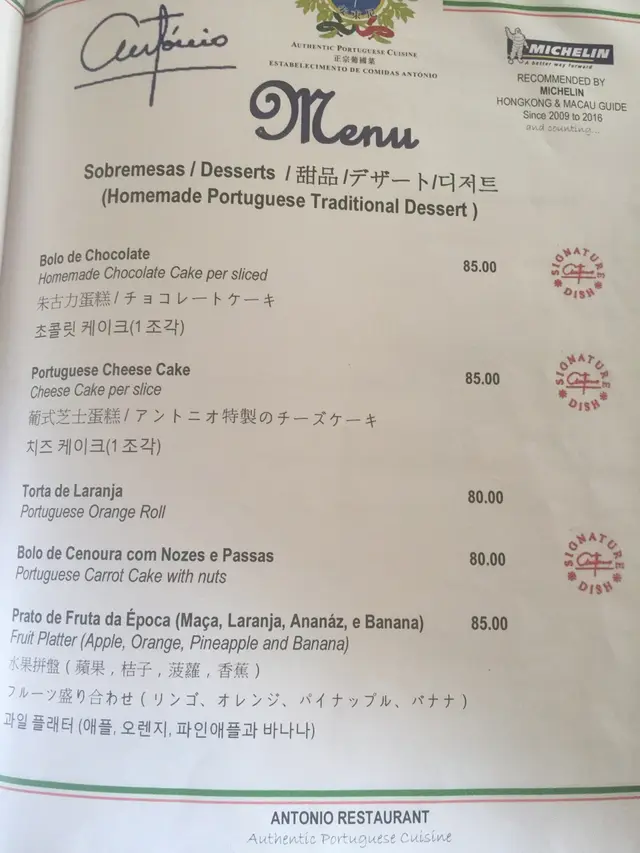 António
AUTHENTIC PORTUGUESE CUISINE
正宗葡國菜
ESTABELECIMENTO DE COMIDAS ANTÓNIO
MICHELIN
a better way forward
RECOMMENDED BY
MICHELIN
HONGKONG & MACAU GUIDE
Since 2009 to 2016
and counting...
Menu
Sobremesas / Desserts / 甜品 /デザート/디저트
(Homemade Portuguese Traditional Dessert )
Bolo de Chocolate 85.00
Homemade Chocolate Cake per sliced
朱古力蛋糕 / チョコレートケーキ
초콜릿 케이크(1 조각)
SIGNATURE DISH
Portuguese Cheese Cake 85.00
Cheese Cake per slice
葡式芝士蛋糕 / アントニオ特製のチーズケーキ
치즈 케이크(1 조각)
SIGNATURE DISH
Torta de Laranja 80.00
Portuguese Orange Roll
Bolo de Cenoura com Nozes e Passas 80.00
Portuguese Carrot Cake with nuts
SIGNATURE DISH
Prato de Fruta da Época (Maça, Laranja, Ananáz, e Banana) 85.00
Fruit Platter (Apple, Orange, Pineapple and Banana)
水果拼盤 ( 蘋果 , 桔子 , 菠蘿 , 香蕉 )
フルーツ盛り合わせ ( リンゴ、オレンジ、パイナップル、バナナ )
과일 플래터 (애플, 오렌지, 파인애플과 바나나)
ANTONIO RESTAURANT
Authentic Portuguese Cuisine